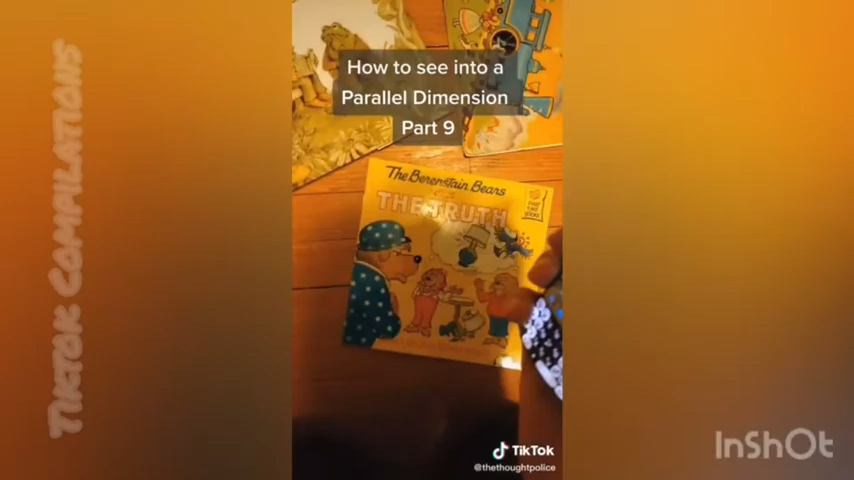 How to see into a
Parallel Dimension
Part 9
The Berenstain Bears
THE TRUTH
TikTok
@thethoughtpolice
TIKTOK COMPILATIONS
InShOt